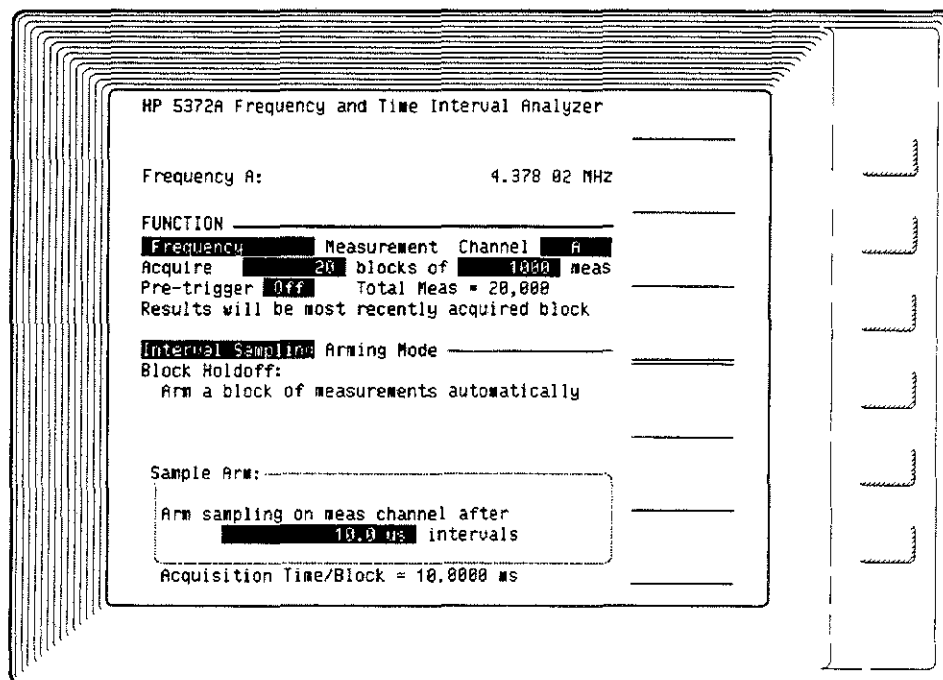 HP 5372A Frequency and Time Interval Analyzer
Frequency A: 4.378 02 MHz
FUNCTION
Frequency Measurement Channel A
Acquire 20 blocks of 1000 meas
Pre-trigger Off Total Meas = 20,000
Results will be most recently acquired block
Interval Sampling Arming Mode
Block Holdoff:
Arm a block of measurements automatically
Sample Arm:
Arm sampling on meas channel after
10.0 us intervals
Acquisition Time/Block = 10.0000 ms